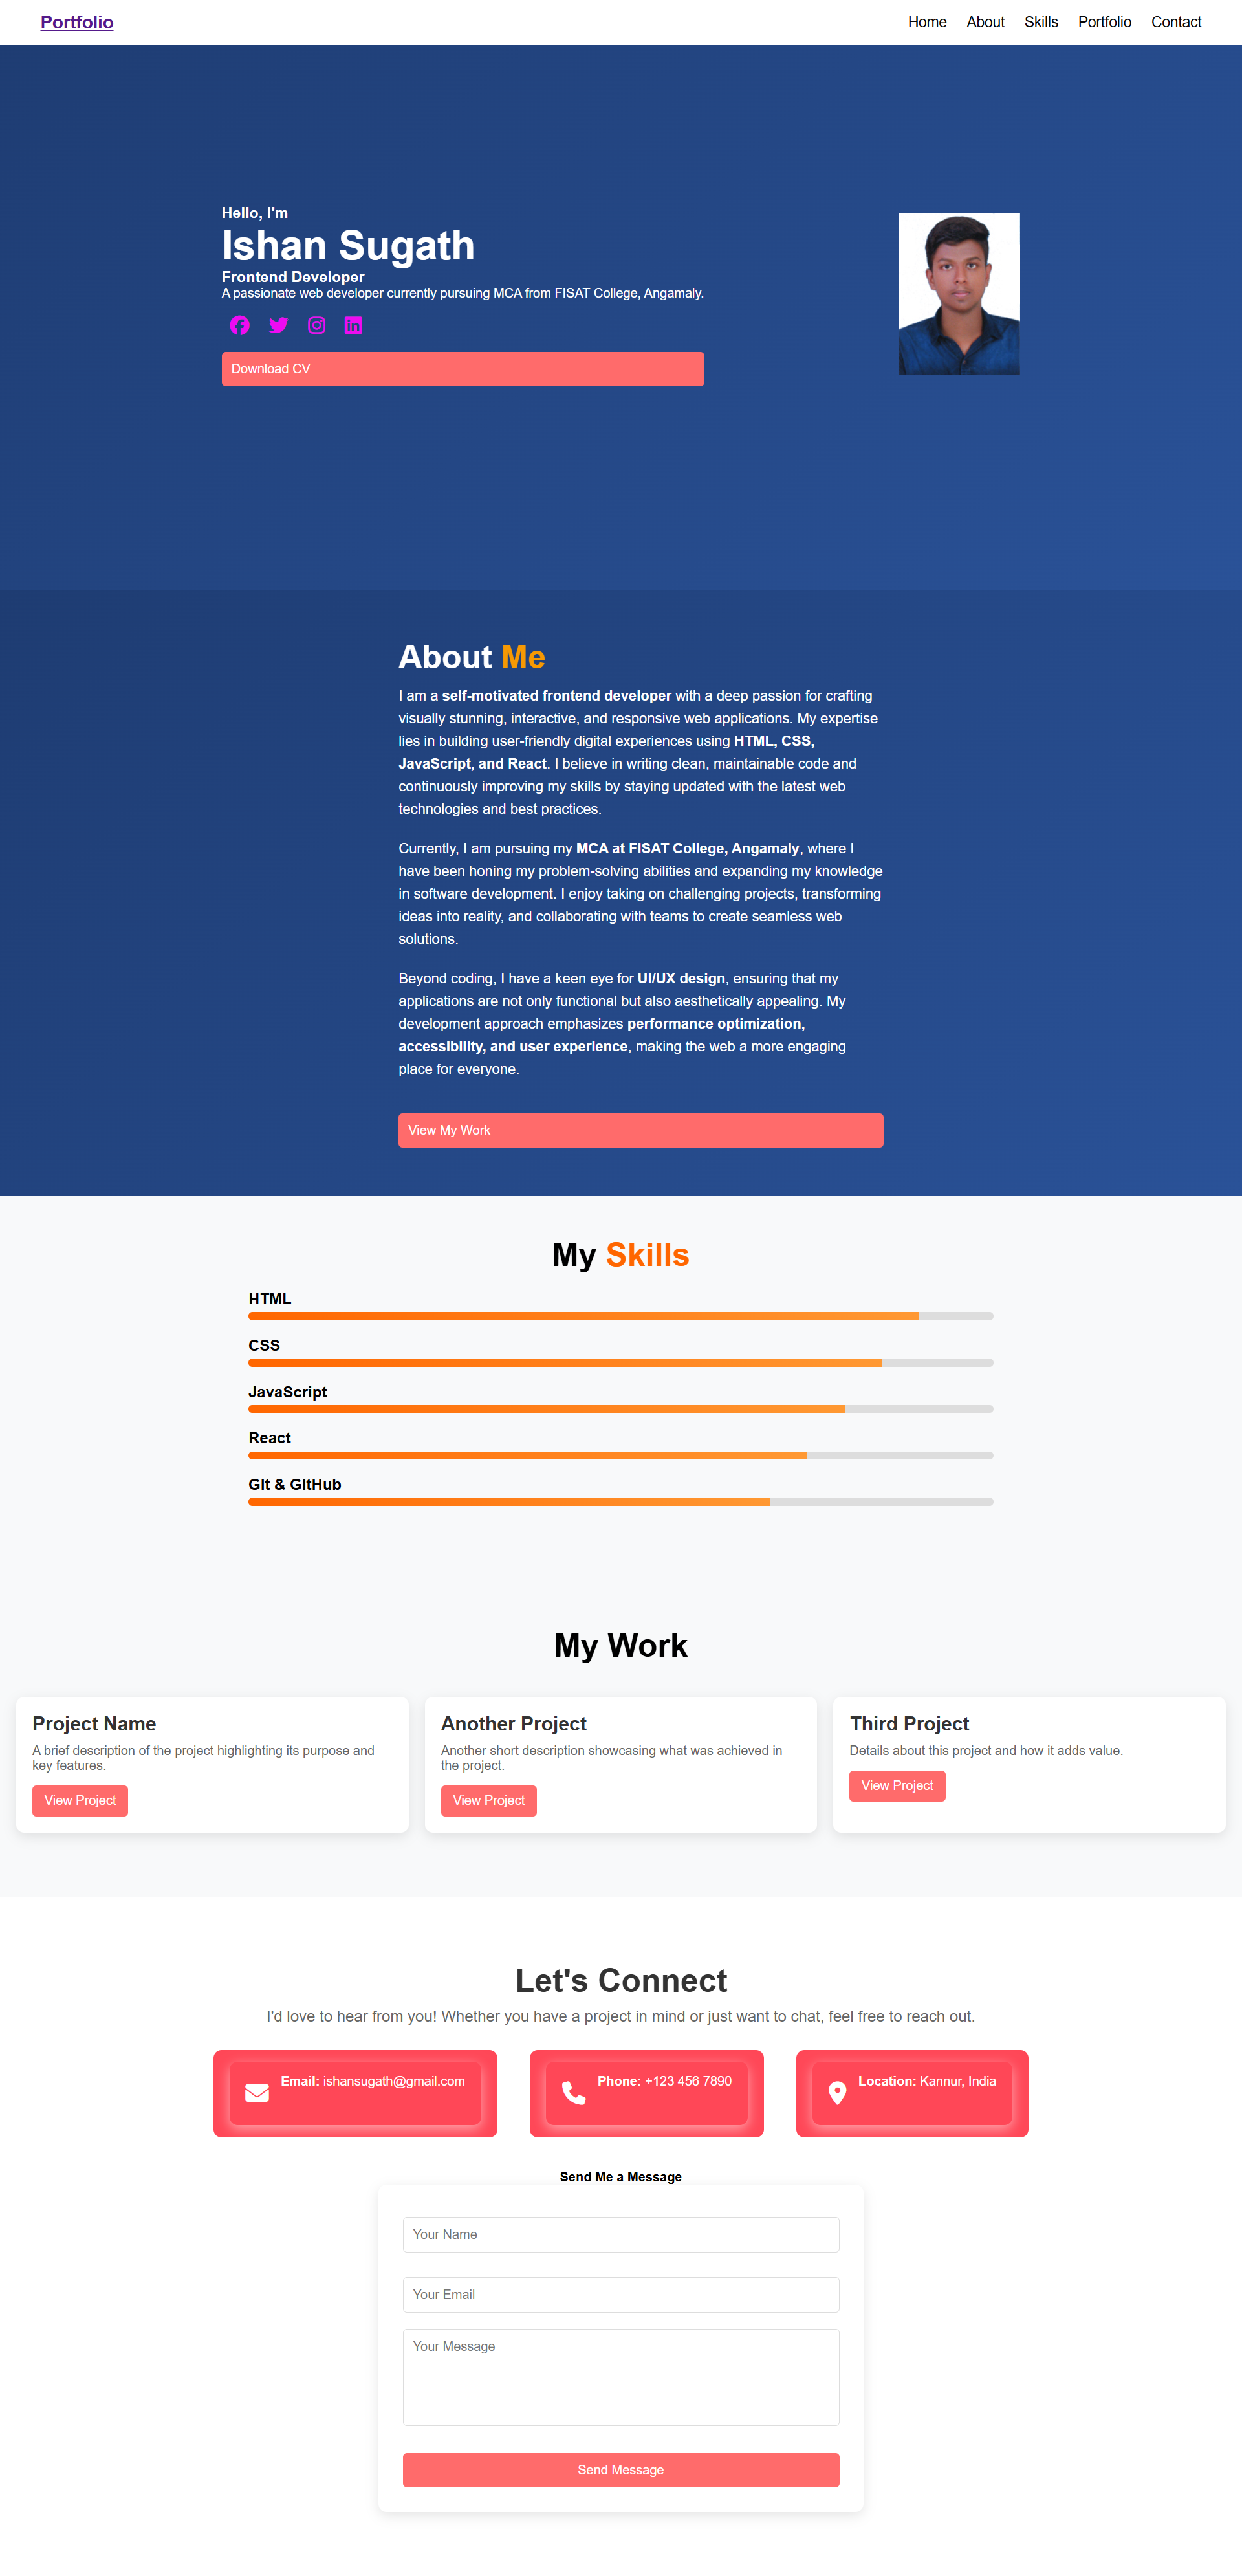 Portfolio
Home About Skills Portfolio Contact
Hello, I'm
Ishan Sugath
Frontend Developer
A passionate web developer currently pursuing MCA from FISAT College, Angamaly.
Download CV
About Me
I am a self-motivated frontend developer with a deep passion for crafting
visually stunning, interactive, and responsive web applications. My expertise
lies in building user-friendly digital experiences using HTML, CSS,
JavaScript, and React. I believe in writing clean, maintainable code and
continuously improving my skills by staying updated with the latest web
technologies and best practices.
Currently, I am pursuing my MCA at FISAT College, Angamaly, where I
have been honing my problem-solving abilities and expanding my knowledge
in software development. I enjoy taking on challenging projects, transforming
ideas into reality, and collaborating with teams to create seamless web
solutions.
Beyond coding, I have a keen eye for UI/UX design, ensuring that my
applications are not only functional but also aesthetically appealing. My
development approach emphasizes performance optimization,
accessibility, and user experience, making the web a more engaging
place for everyone.
View My Work
My Skills
HTML
CSS
JavaScript
React
Git & GitHub
My Work
Project Name
A brief description of the project highlighting its purpose and
key features.
View Project
Another Project
Another short description showcasing what was achieved in
the project.
View Project
Third Project
Details about this project and how it adds value.
View Project
Let's Connect
I'd love to hear from you! Whether you have a project in mind or just want to chat, feel free to reach out.
Email: ishansugath@gmail.com
Phone: +123 456 7890
Location: Kannur, India
Send Me a Message
Your Name
Your Email
Your Message
Send Message